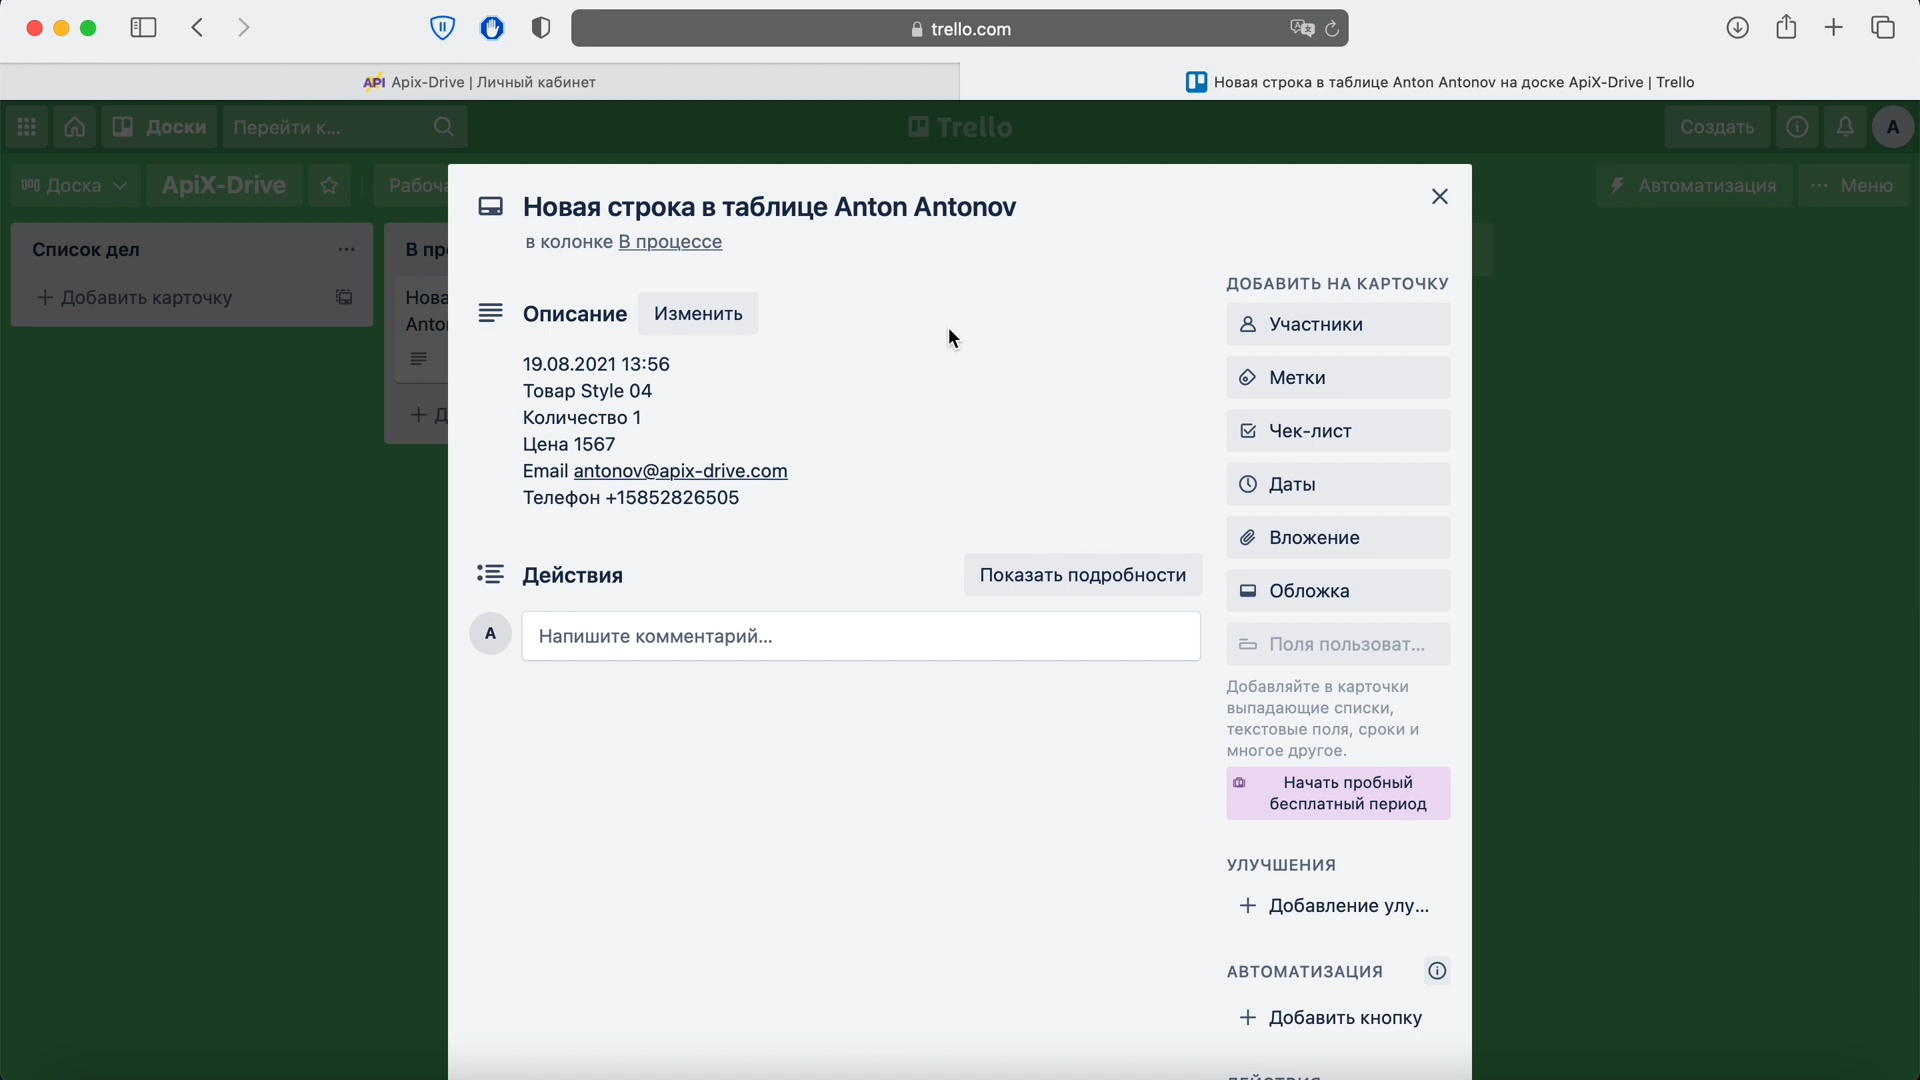 trello.com
API Apix-Drive | Личный кабинет
Новая строка в таблице Anton Antonov на доске ApiX-Drive | Trello
Доски
Перейти к...
Trello
Создать
A
Доска
ApiX-Drive
Автоматизация
··· Меню
Список дел
+ Добавить карточку
Новая строка в таблице Anton Antonov
в колонке В процессе
Описание
Изменить
19.08.2021 13:56
Товар Style 04
Количество 1
Цена 1567
Email antonov@apix-drive.com
Телефон +15852826505
Действия
Показать подробности
A
Напишите комментарий...
ДОБАВИТЬ НА КАРТОЧКУ
Участники
Метки
Чек-лист
Даты
Вложение
Обложка
Поля пользоват...
Добавляйте в карточки
выпадающие списки,
текстовые поля, сроки и
многое другое.
Начать пробный
бесплатный период
УЛУЧШЕНИЯ
+ Добавление улу...
АВТОМАТИЗАЦИЯ
+ Добавить кнопку